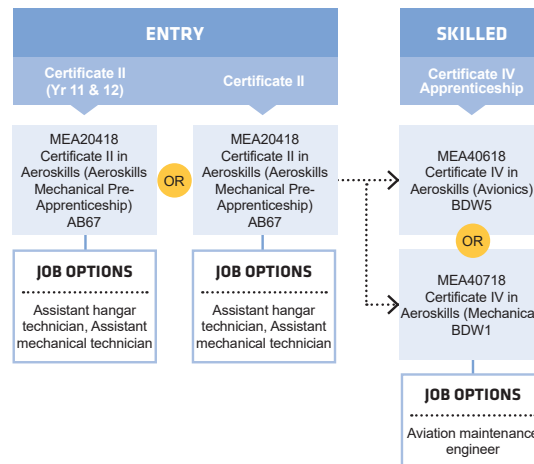 ENTRY
Certificate II
(Yr 11 & 12)
Certificate II
MEA20418
Certificate II in
Aeroskills (Aeroskills
Mechanical Pre-
Apprenticeship)
AB67
OR
MEA20418
Certificate II in
Aeroskills (Aeroskills
Mechanical Pre-
Apprenticeship)
AB67
JOB OPTIONS
Assistant hangar
technician, Assistant
mechanical technician
JOB OPTIONS
Assistant hangar
technician, Assistant
mechanical technician
SKILLED
Certificate IV
Apprenticeship
MEA40618
Certificate IV in
Aeroskills (Avionics)
BDW5
OR
MEA40718
Certificate IV in
Aeroskills (Mechanica
BDW1
JOB OPTIONS
Aviation maintenance
engineer